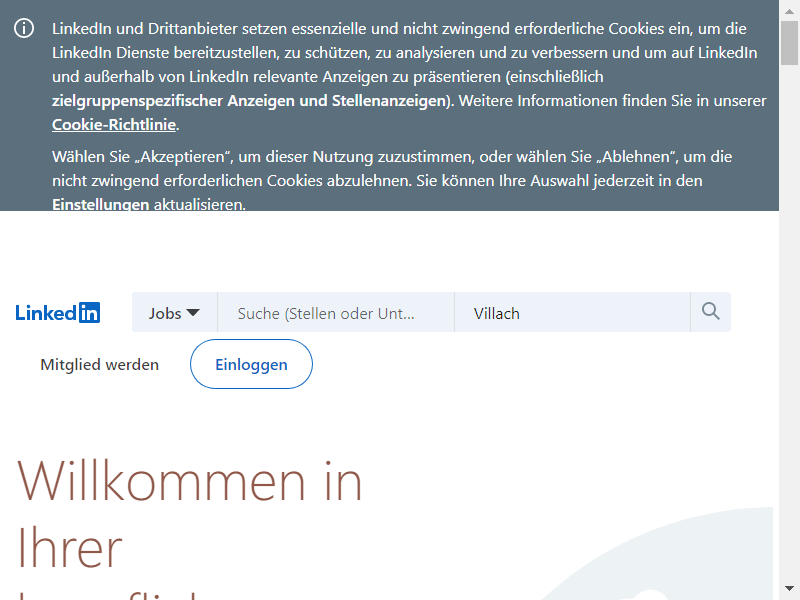 LinkedIn und Drittanbieter setzen essenzielle und nicht zwingend erforderliche Cookies ein, um die
LinkedIn Dienste bereitzustellen, zu schützen, zu analysieren und zu verbessern und um auf LinkedIn
und außerhalb von LinkedIn relevante Anzeigen zu präsentieren (einschließlich
zielgruppenspezifischer Anzeigen und Stellenanzeigen). Weitere Informationen finden Sie in unserer
Cookie-Richtlinie.
Wählen Sie „Akzeptieren“, um dieser Nutzung zuzustimmen, oder wählen Sie „Ablehnen“, um die
nicht zwingend erforderlichen Cookies abzulehnen. Sie können Ihre Auswahl jederzeit in den
Einstellungen aktualisieren.
LinkedIn Jobs Suche (Stellen oder Unt... Villach
Mitglied werden Einloggen
Willkommen in
Ihrer